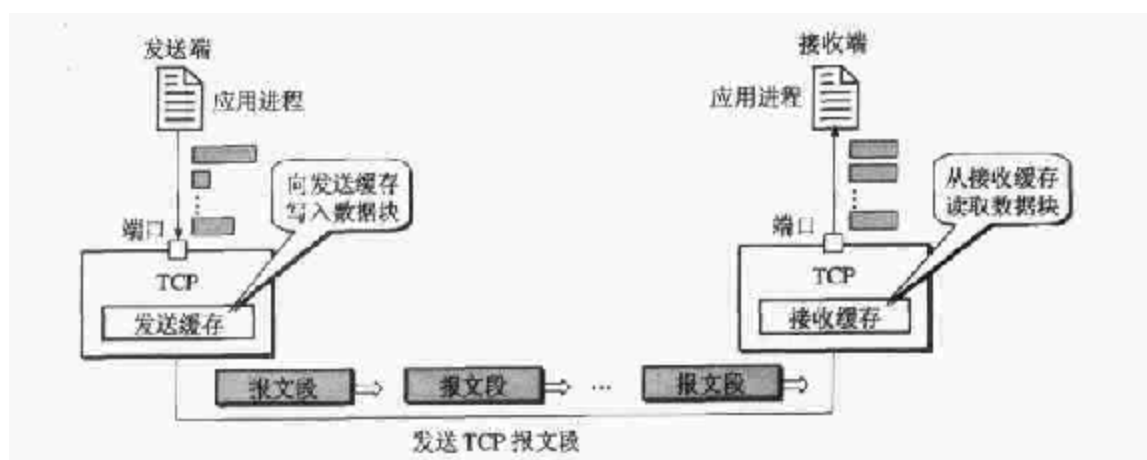 发送端
接收端
应用进程
应用进程
向发送缓存
写入数据块
从接收缓存
读取数据块
端口
端口
TCP
TCP
发送缓存
接收缓存
报文段
报文段
…
报文段
发送 TCP 报文段